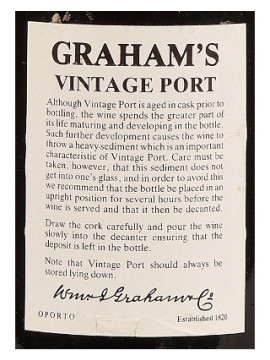 GRAHAM'S
VINTAGE PORT
Although Vintage Port is aged in cask prior to
bottling, the wine spends the greater part of
its life maturing and developing in the bottle.
Such further development causes the wine to
throw a heavy sediment which is an important
characteristic of Vintage Port. Care must be
taken, however, that this sediment does not
get into one's glass, and in order to avoid this
we recommend that the bottle be placed in an
upright position for several hours before the
wine is served and that it then be decanted.
Draw the cork carefully and pour the wine
slowly into the decanter ensuring that the
deposit is left in the bottle.
Note that Vintage Port should always be
stored lying down.
Wm & J Graham & Co
OPORTO Established 1820